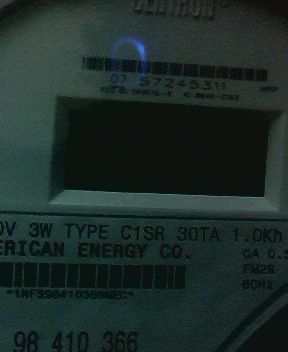 CENTRON
07 57245311
0V 3W TYPE C1SR 30TA 1.0Kh
ERICAN ENERGY CO.
CA 0.5
FM2S
60HZ
98 410 366